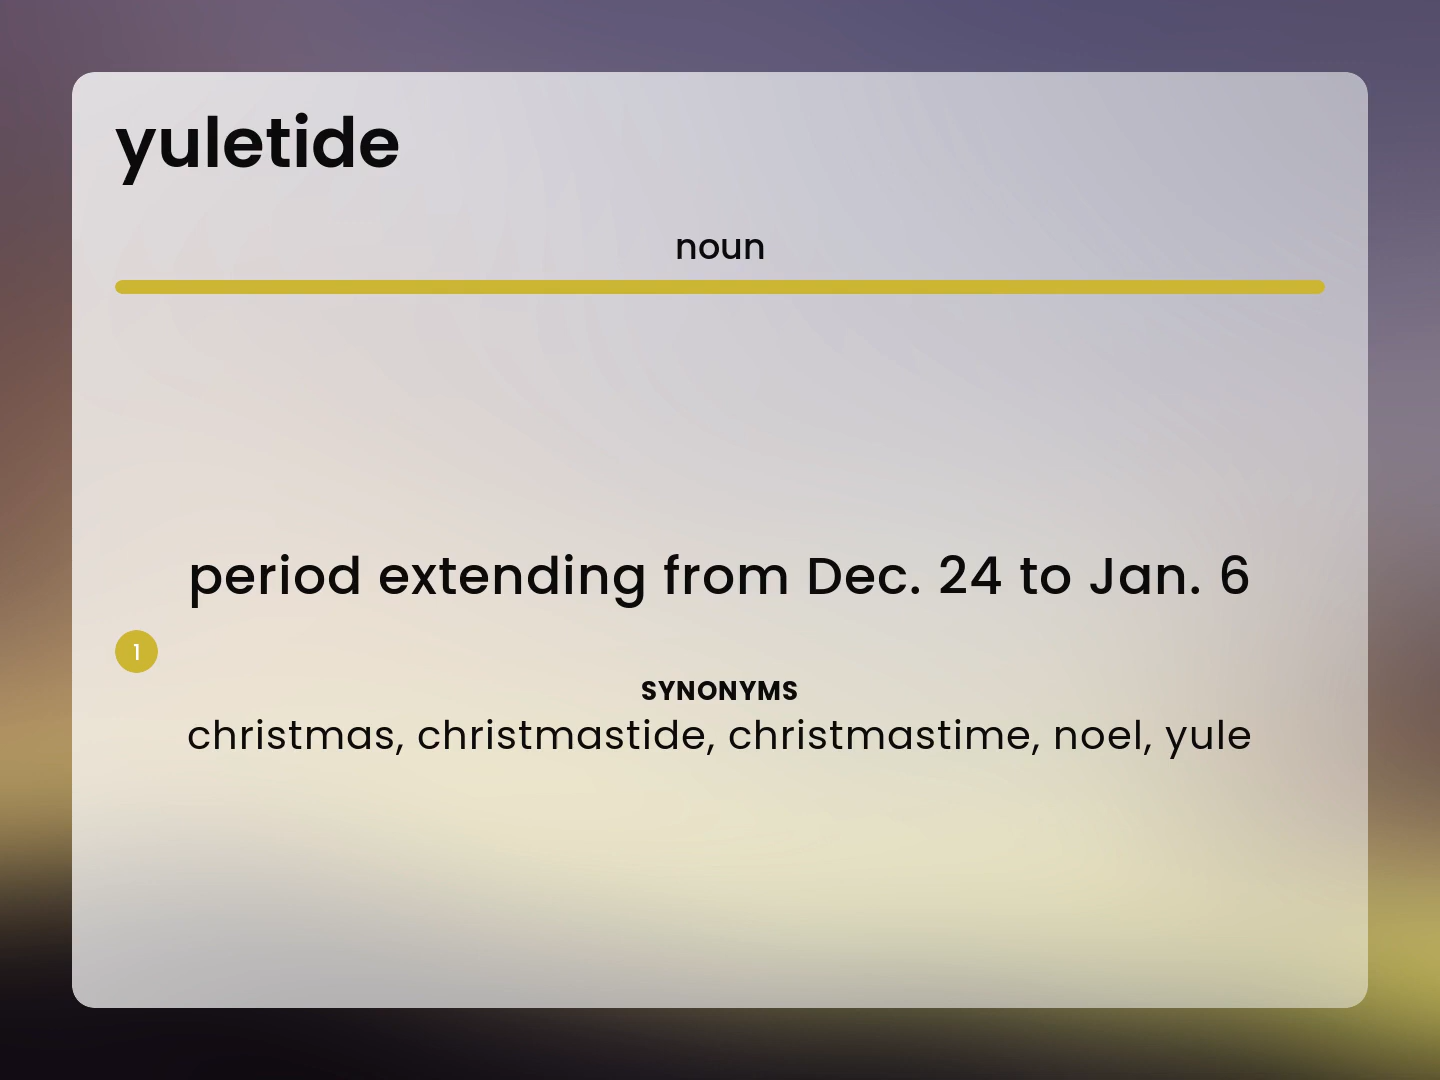 yuletide
noun
period extending from Dec. 24 to Jan. 6
1
SYNONYMS
christmas, christmastide, christmastime, noel, yule